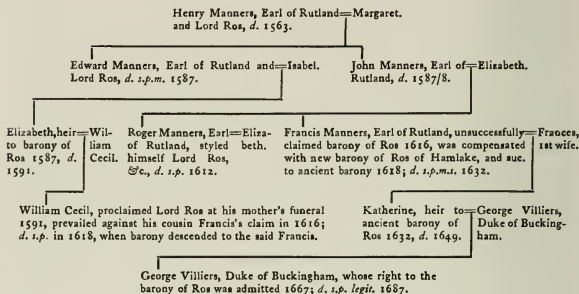 Henry Manners, Earl of Rutland=Margaret.
and Lord Ros, d. 1563.
Edward Manners, Earl of Rutland and=Isabel.
Lord Ros, d. s.p.m. 1587.
John Manners, Earl of=Elizabeth.
Rutland, d. 1587/8.
Elizabeth, heir=Wil-
to barony of liam
Ros 1587, d. Cecil.
1591.
Roger Manners, Earl=Eliza-
of Rutland, styled beth.
himself Lord Ros,
&c., d. s.p. 1612.
Francis Manners, Earl of Rutland, unsuccessfully=Frances,
claimed barony of Ros 1616, was compensated 1st wife.
with new barony of Ros of Hamlake, and suc.
to ancient barony 1618; d. s.p.m.s. 1632.
William Cecil, proclaimed Lord Ros at his mother's funeral
1591, prevailed against his cousin Francis's claim in 1616;
d. s.p. in 1618, when barony descended to the said Francis.
Katherine, heir to=George Villiers,
ancient barony of Duke of Bucking-
Ros 1632, d. 1649. ham.
George Villiers, Duke of Buckingham, whose right to the
barony of Ros was admitted 1667; d. s.p. legit. 1687.